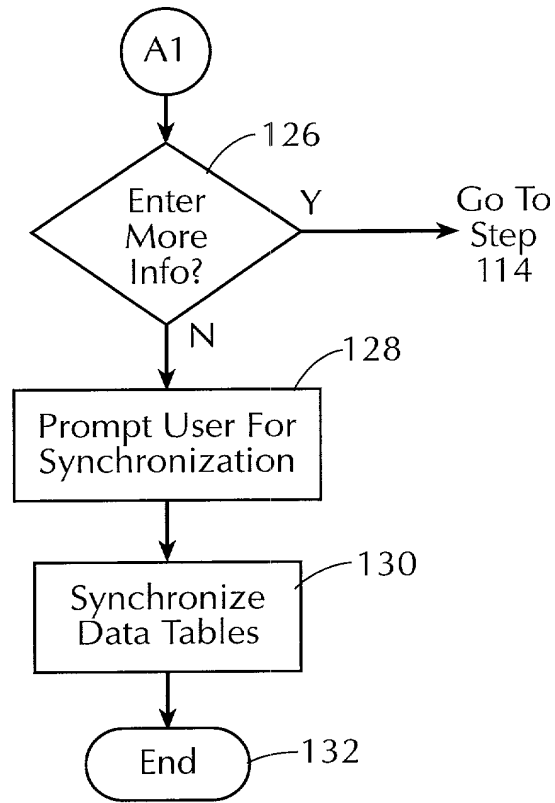 A1
126
Enter
More
Info?
Y
Go To
Step
114
N
128
Prompt User For
Synchronization
130
Synchronize
Data Tables
End
132